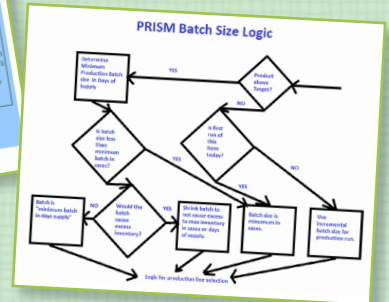 PRISM Batch Size Logic
Determine
Minimum
Production Batch
size in Days of
Supply
YES
Product
above
Target?
NO
Is batch
size less
than
minimum
batch in
cases?
Is first
run of
this
item
today?
YES
NO
YES
Batch is
"minimum batch
in days supply"
NO
Would the
batch
cause
excess
inventory?
YES
Shrink batch to
not cause excess
to max inventory
in cases or days
of supply.
Batch size is
minimum in
cases.
Use
incremental
batch size for
production run.
Logic for production line selection